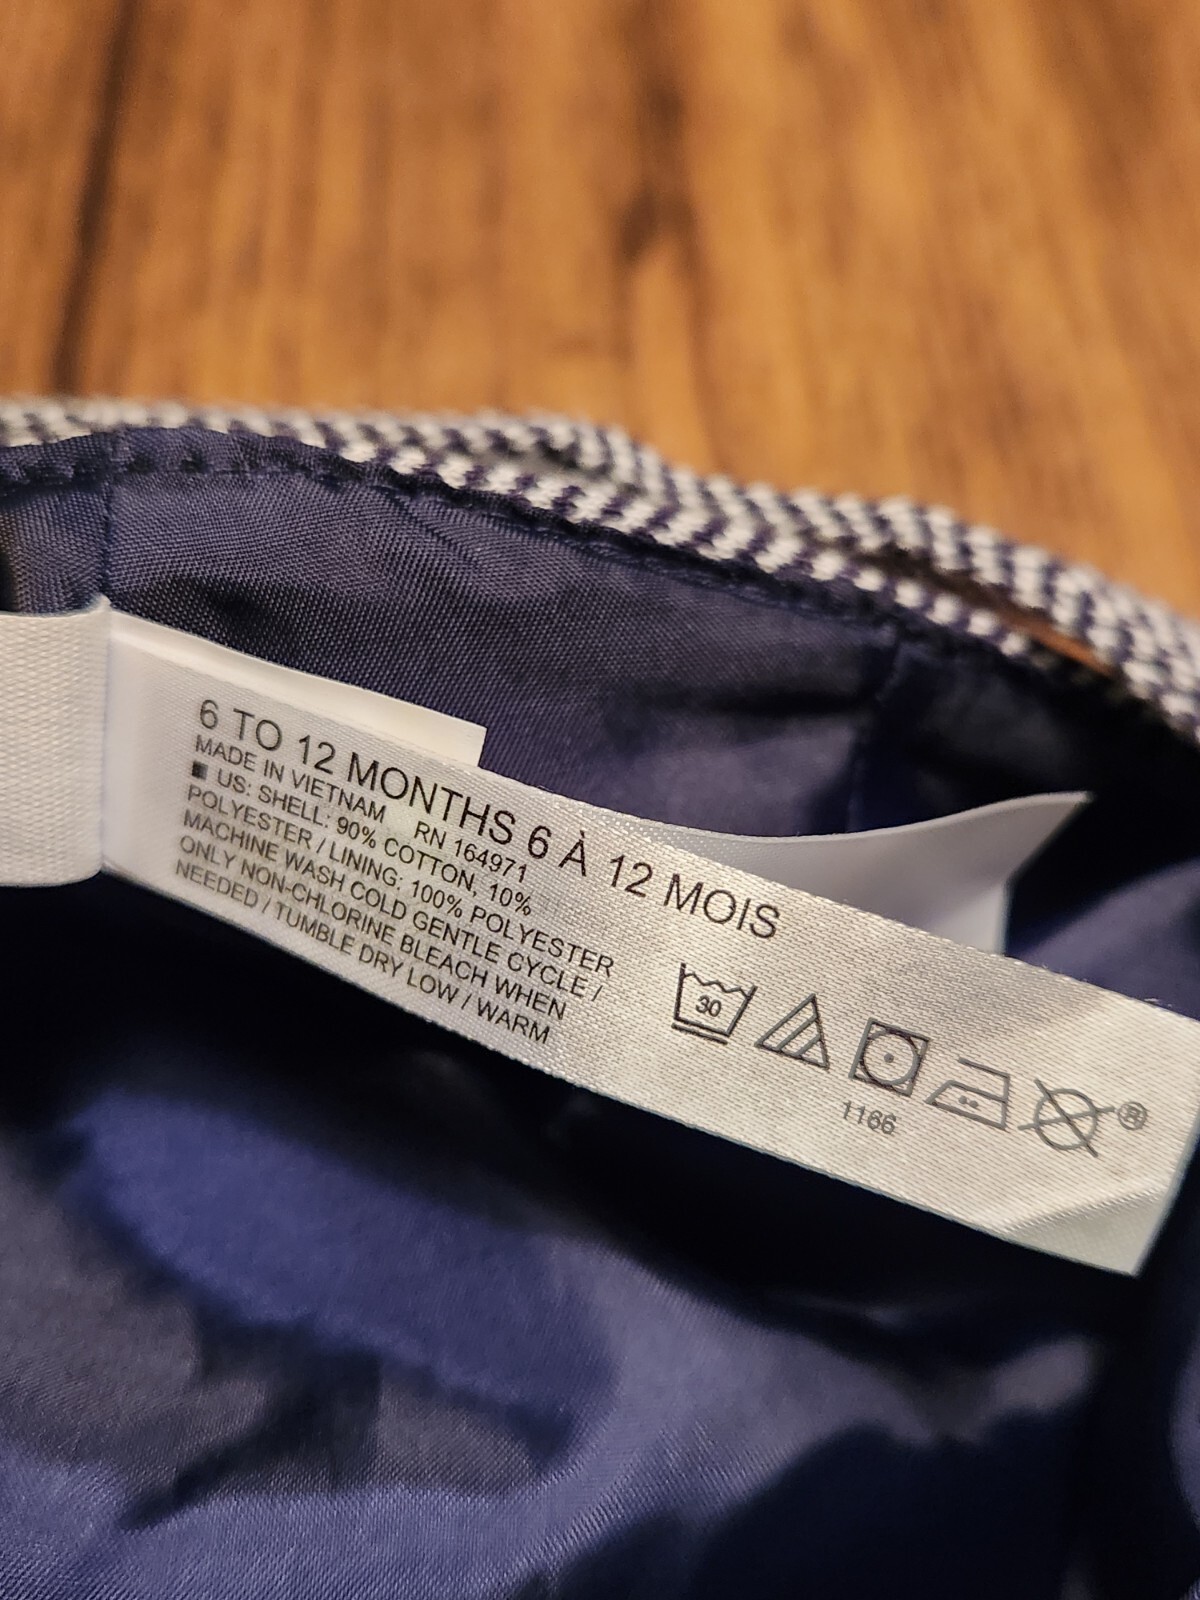 6 TO 12 MONTHS 6 À 12 MOIS
MADE IN VIETNAM RN 164971
US: SHELL: 90% COTTON, 10%
POLYESTER / LINING: 100% POLYESTER
MACHINE WASH COLD GENTLE CYCLE /
ONLY NON-CHLORINE BLEACH WHEN
NEEDED / TUMBLE DRY LOW / WARM
30
®
1166